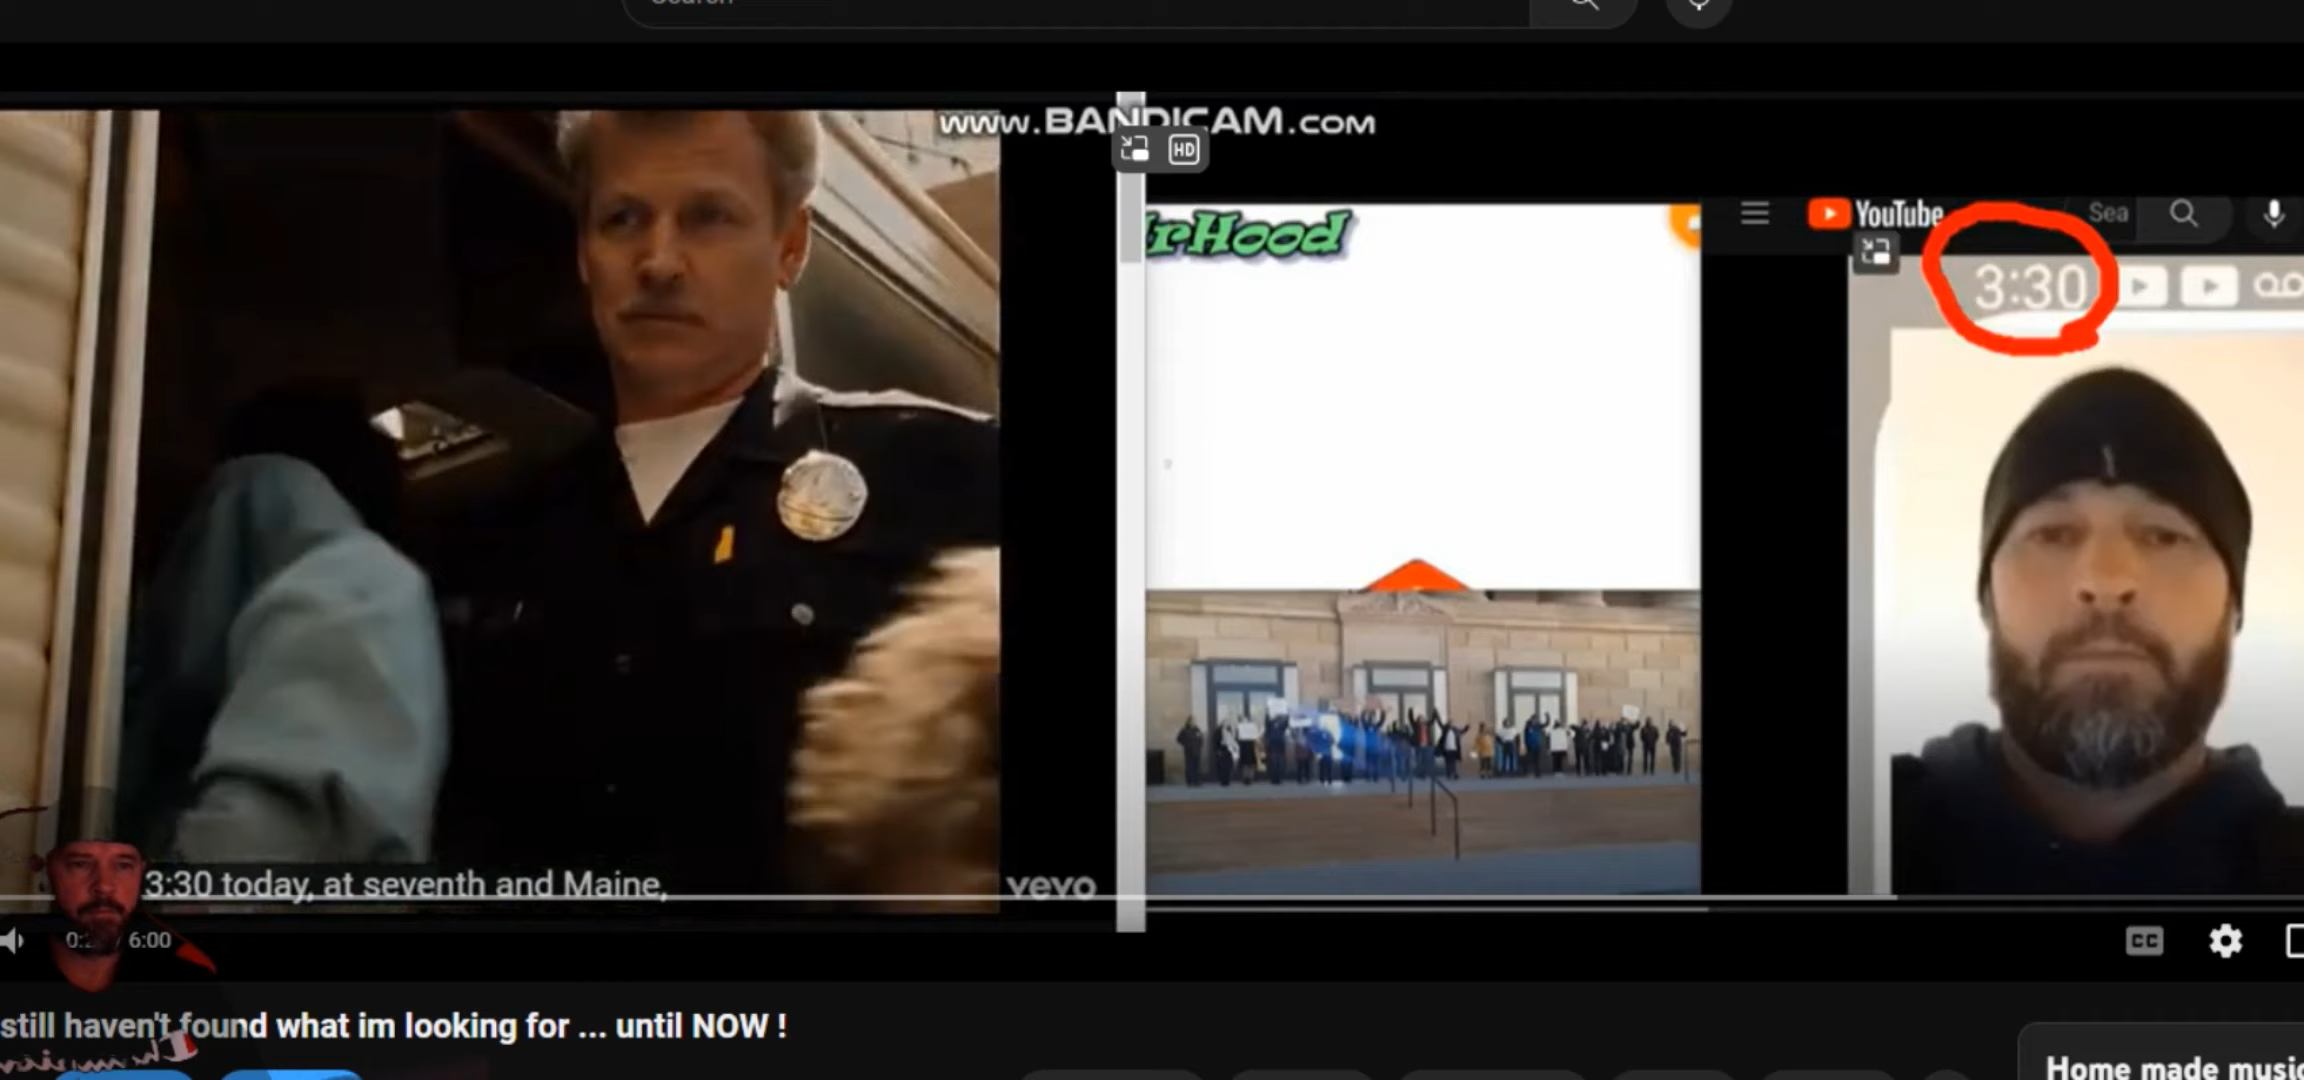 www.BANDICAM.com
HD
rHood
YouTube
Sea
3:30
3:30 today, at seventh and Maine,
vevo
6:00
CC
still haven't found what im looking for ... until NOW !
Home made music